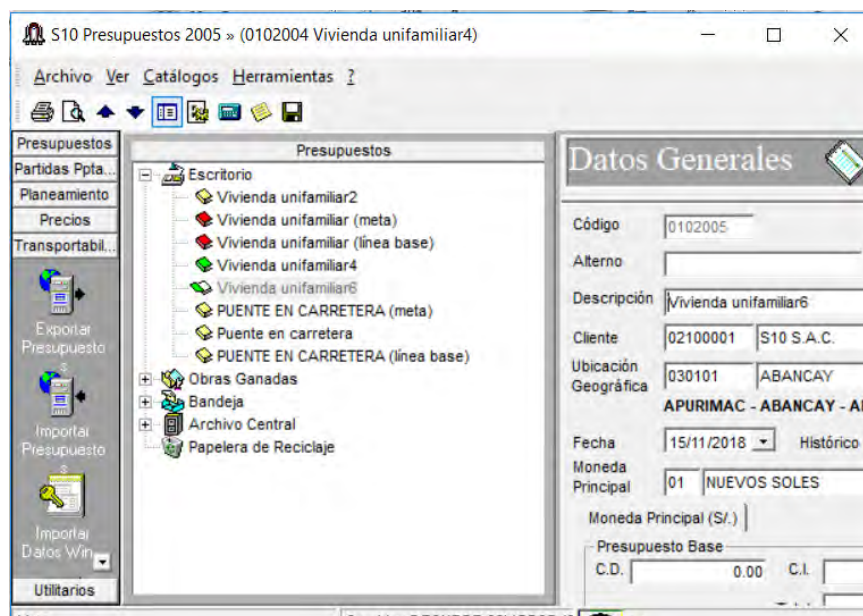 S10 Presupuestos 2005 » (0102004 Vivienda unifamiliar4)
Archivo Ver Catálogos Herramientas ?
Presupuestos
Partidas Ppta...
Planeamiento
Precios
Transportabil...
Exportar
Presupuesto
s
Importar
Presupuesto
s
Importar
Datos Win
Utilitarios
Presupuestos
Escritorio
Vivienda unifamiliar2
Vivienda unifamiliar (meta)
Vivienda unifamiliar (línea base)
Vivienda unifamiliar4
Vivienda unifamiliar6
PUENTE EN CARRETERA (meta)
Puente en carretera
PUENTE EN CARRETERA (línea base)
Obras Ganadas
Bandeja
Archivo Central
Papelera de Reciclaje
Datos Generales
Código 0102005
Alterno
Descripción Vivienda unifamiliar6
Cliente 02100001 S10 S.A.C.
Ubicación
Geográfica 030101 ABANCAY
APURIMAC - ABANCAY -
Fecha 15/11/2018 Histórico
Moneda
Principal 01 NUEVOS SOLES
Moneda Principal (S/.)
Presupuesto Base
C.D. 0.00 C.I.